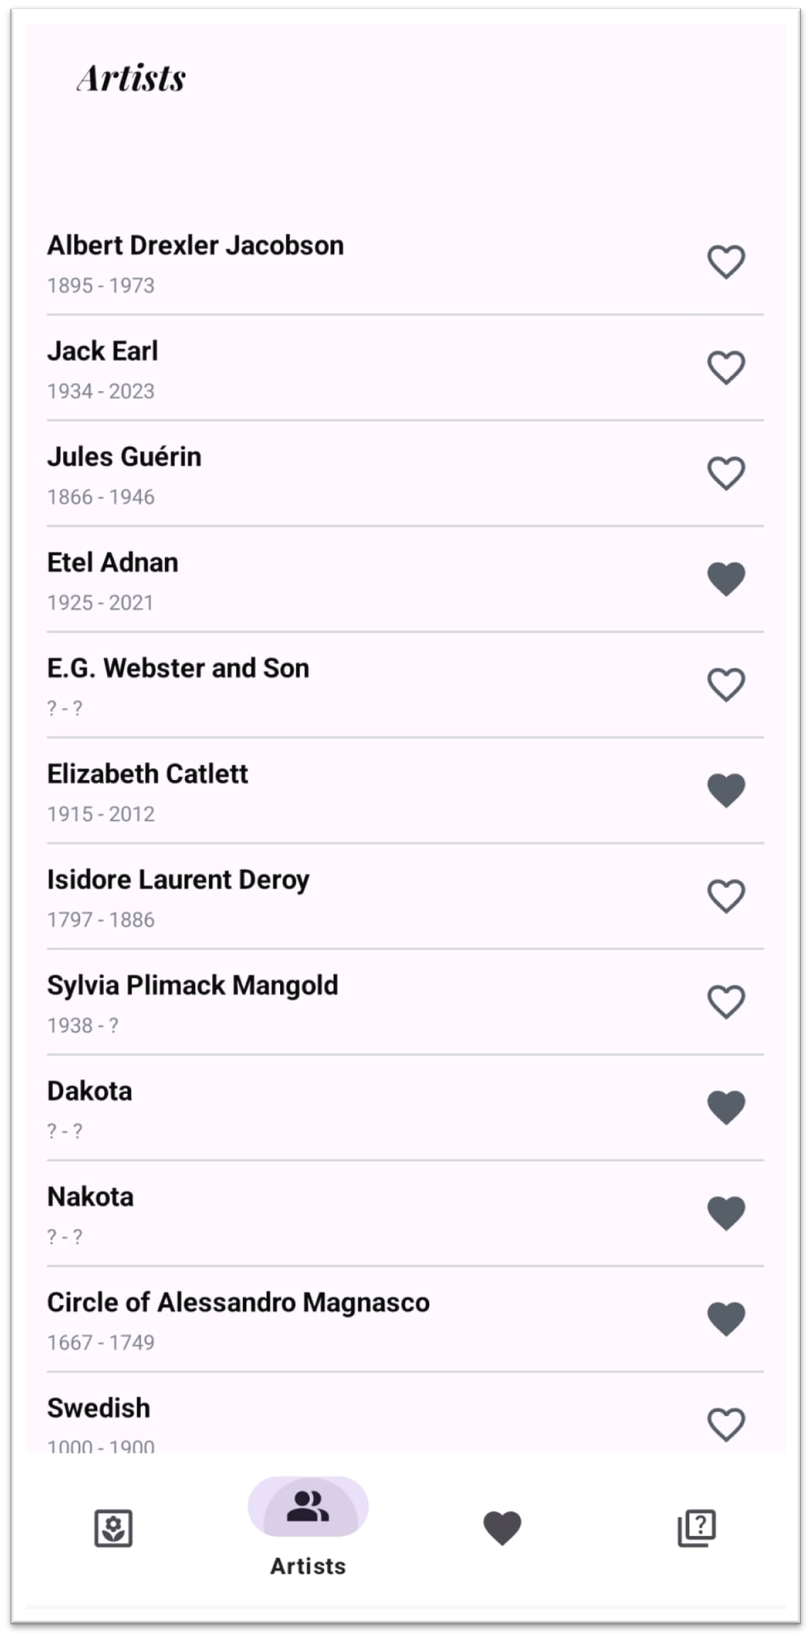 Artists
Albert Drexler Jacobson
1895 - 1973
Jack Earl
1934 - 2023
Jules Guérin
1866 - 1946
Etel Adnan
1925 - 2021
E.G. Webster and Son
? - ?
Elizabeth Catlett
1915 - 2012
Isidore Laurent Deroy
1797 - 1886
Sylvia Plimack Mangold
1938 - ?
Dakota
? - ?
Nakota
? - ?
Circle of Alessandro Magnasco
1667 - 1749
Swedish
1000 - 1900
?
Artists